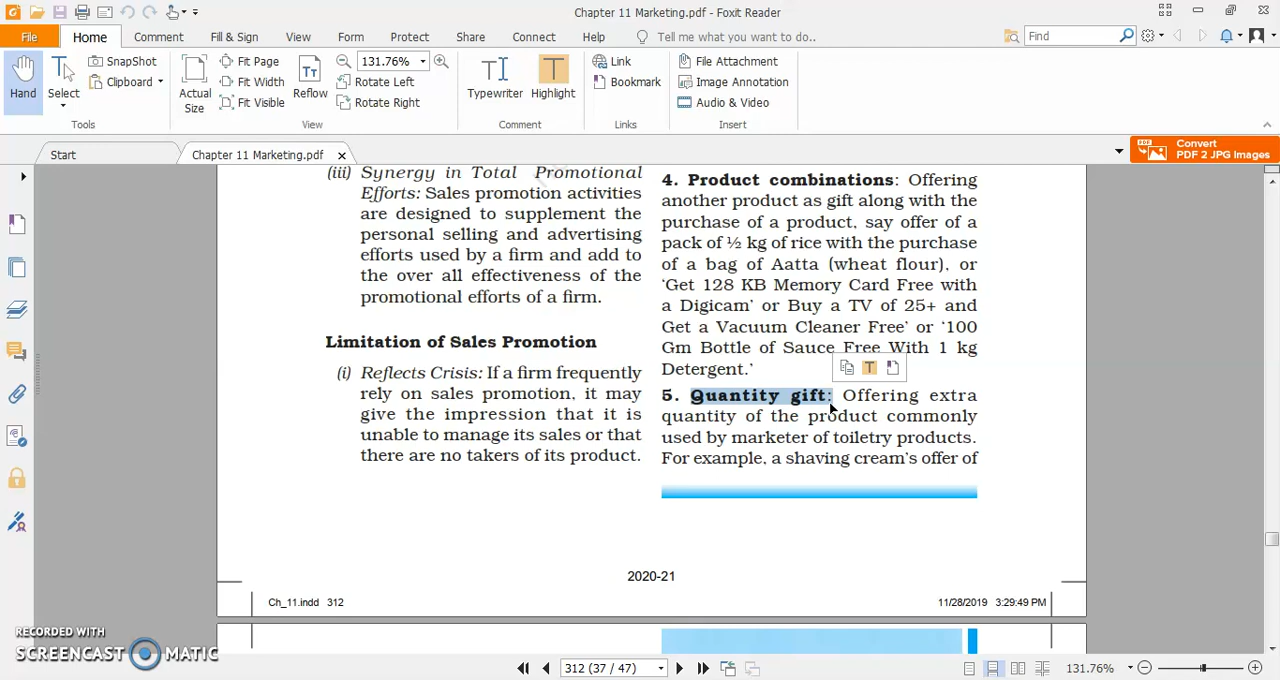 Chapter 11 Marketing.pdf - Foxit Reader
File
Home
Comment
Fill & Sign
View
Form
Protect
Share
Connect
Help
Tell me what you want to do..
Find
Hand
Select
SnapShot
Clipboard
Tools
Actual
Size
Fit Page
Fit Width
Fit Visible
Reflow
131.76%
Rotate Left
Rotate Right
View
Typewriter
Highlight
Comment
Link
Bookmark
Links
File Attachment
Image Annotation
Audio & Video
Insert
Start
Chapter 11 Marketing.pdf
Convert
PDF 2 JPG Images
(iii) Synergy in Total Promotional
Efforts: Sales promotion activities
are designed to supplement the
personal selling and advertising
efforts used by a firm and add to
the over all effectiveness of the
promotional efforts of a firm.
Limitation of Sales Promotion
(i) Reflects Crisis: If a firm frequently
rely on sales promotion, it may
give the impression that it is
unable to manage its sales or that
there are no takers of its product.
4. Product combinations: Offering
another product as gift along with the
purchase of a product, say offer of a
pack of ½ kg of rice with the purchase
of a bag of Aatta (wheat flour), or
‘Get 128 KB Memory Card Free with
a Digicam’ or Buy a TV of 25+ and
Get a Vacuum Cleaner Free’ or ‘100
Gm Bottle of Sauce Free With 1 kg
Detergent.’
5. Quantity gift: Offering extra
quantity of the product commonly
used by marketer of toiletry products.
For example, a shaving cream’s offer of
2020-21
Ch_11.indd 312
11/28/2019 3:29:49 PM
RECORDED WITH
SCREENCAST MATIC
312 (37 / 47)
131.76%